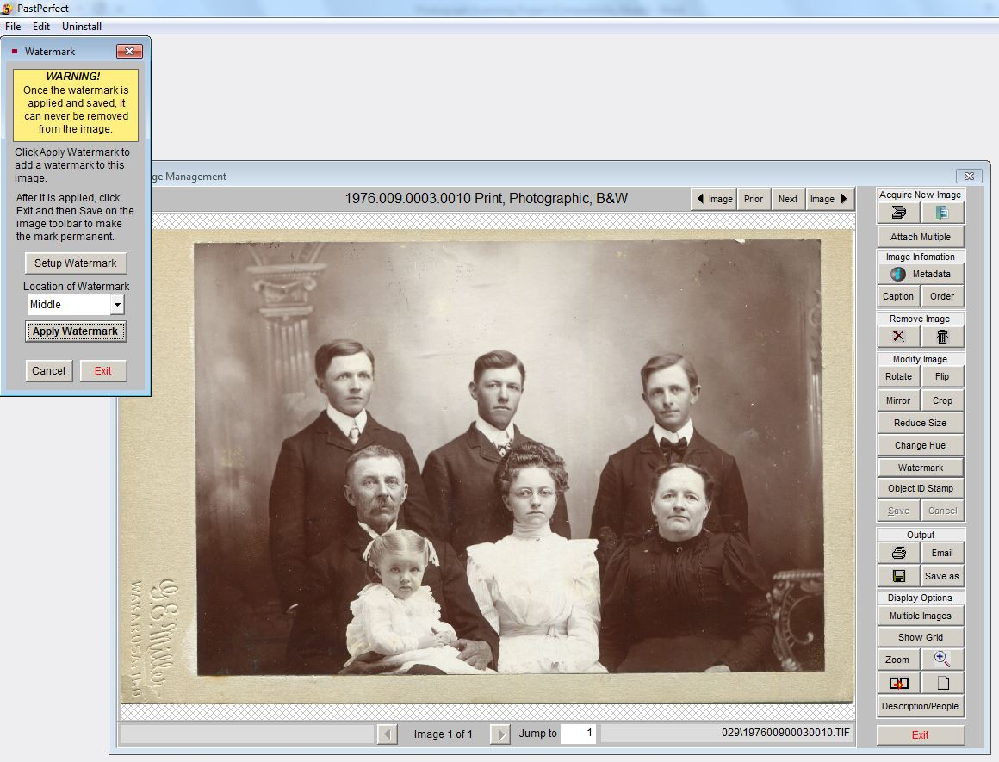 PastPerfect
File Edit Uninstall
Watermark
WARNING!
Once the watermark is
applied and saved, it
can never be removed
from the image.
Click Apply Watermark to
add a watermark to this
image.
After it is applied, click
Exit and then Save on the
image toolbar to make
the mark permanent.
Setup Watermark
Location of Watermark
Middle
Apply Watermark
Cancel Exit
ge Management
1976.009.0003.0010 Print, Photographic, B&W
Image Prior Next Image
Acquire New Image
Attach Multiple
Image Infomation
Metadata
Caption Order
Remove Image
Modify Image
Rotate Flip
Mirror Crop
Reduce Size
Change Hue
Watermark
Object ID Stamp
Save Cancel
Output
Email
Save as
Display Options
Multiple Images
Show Grid
Zoom
Description/People
Exit
WAKARUSA, IND.
Image 1 of 1 Jump to 1 029\197600900030010.TIF